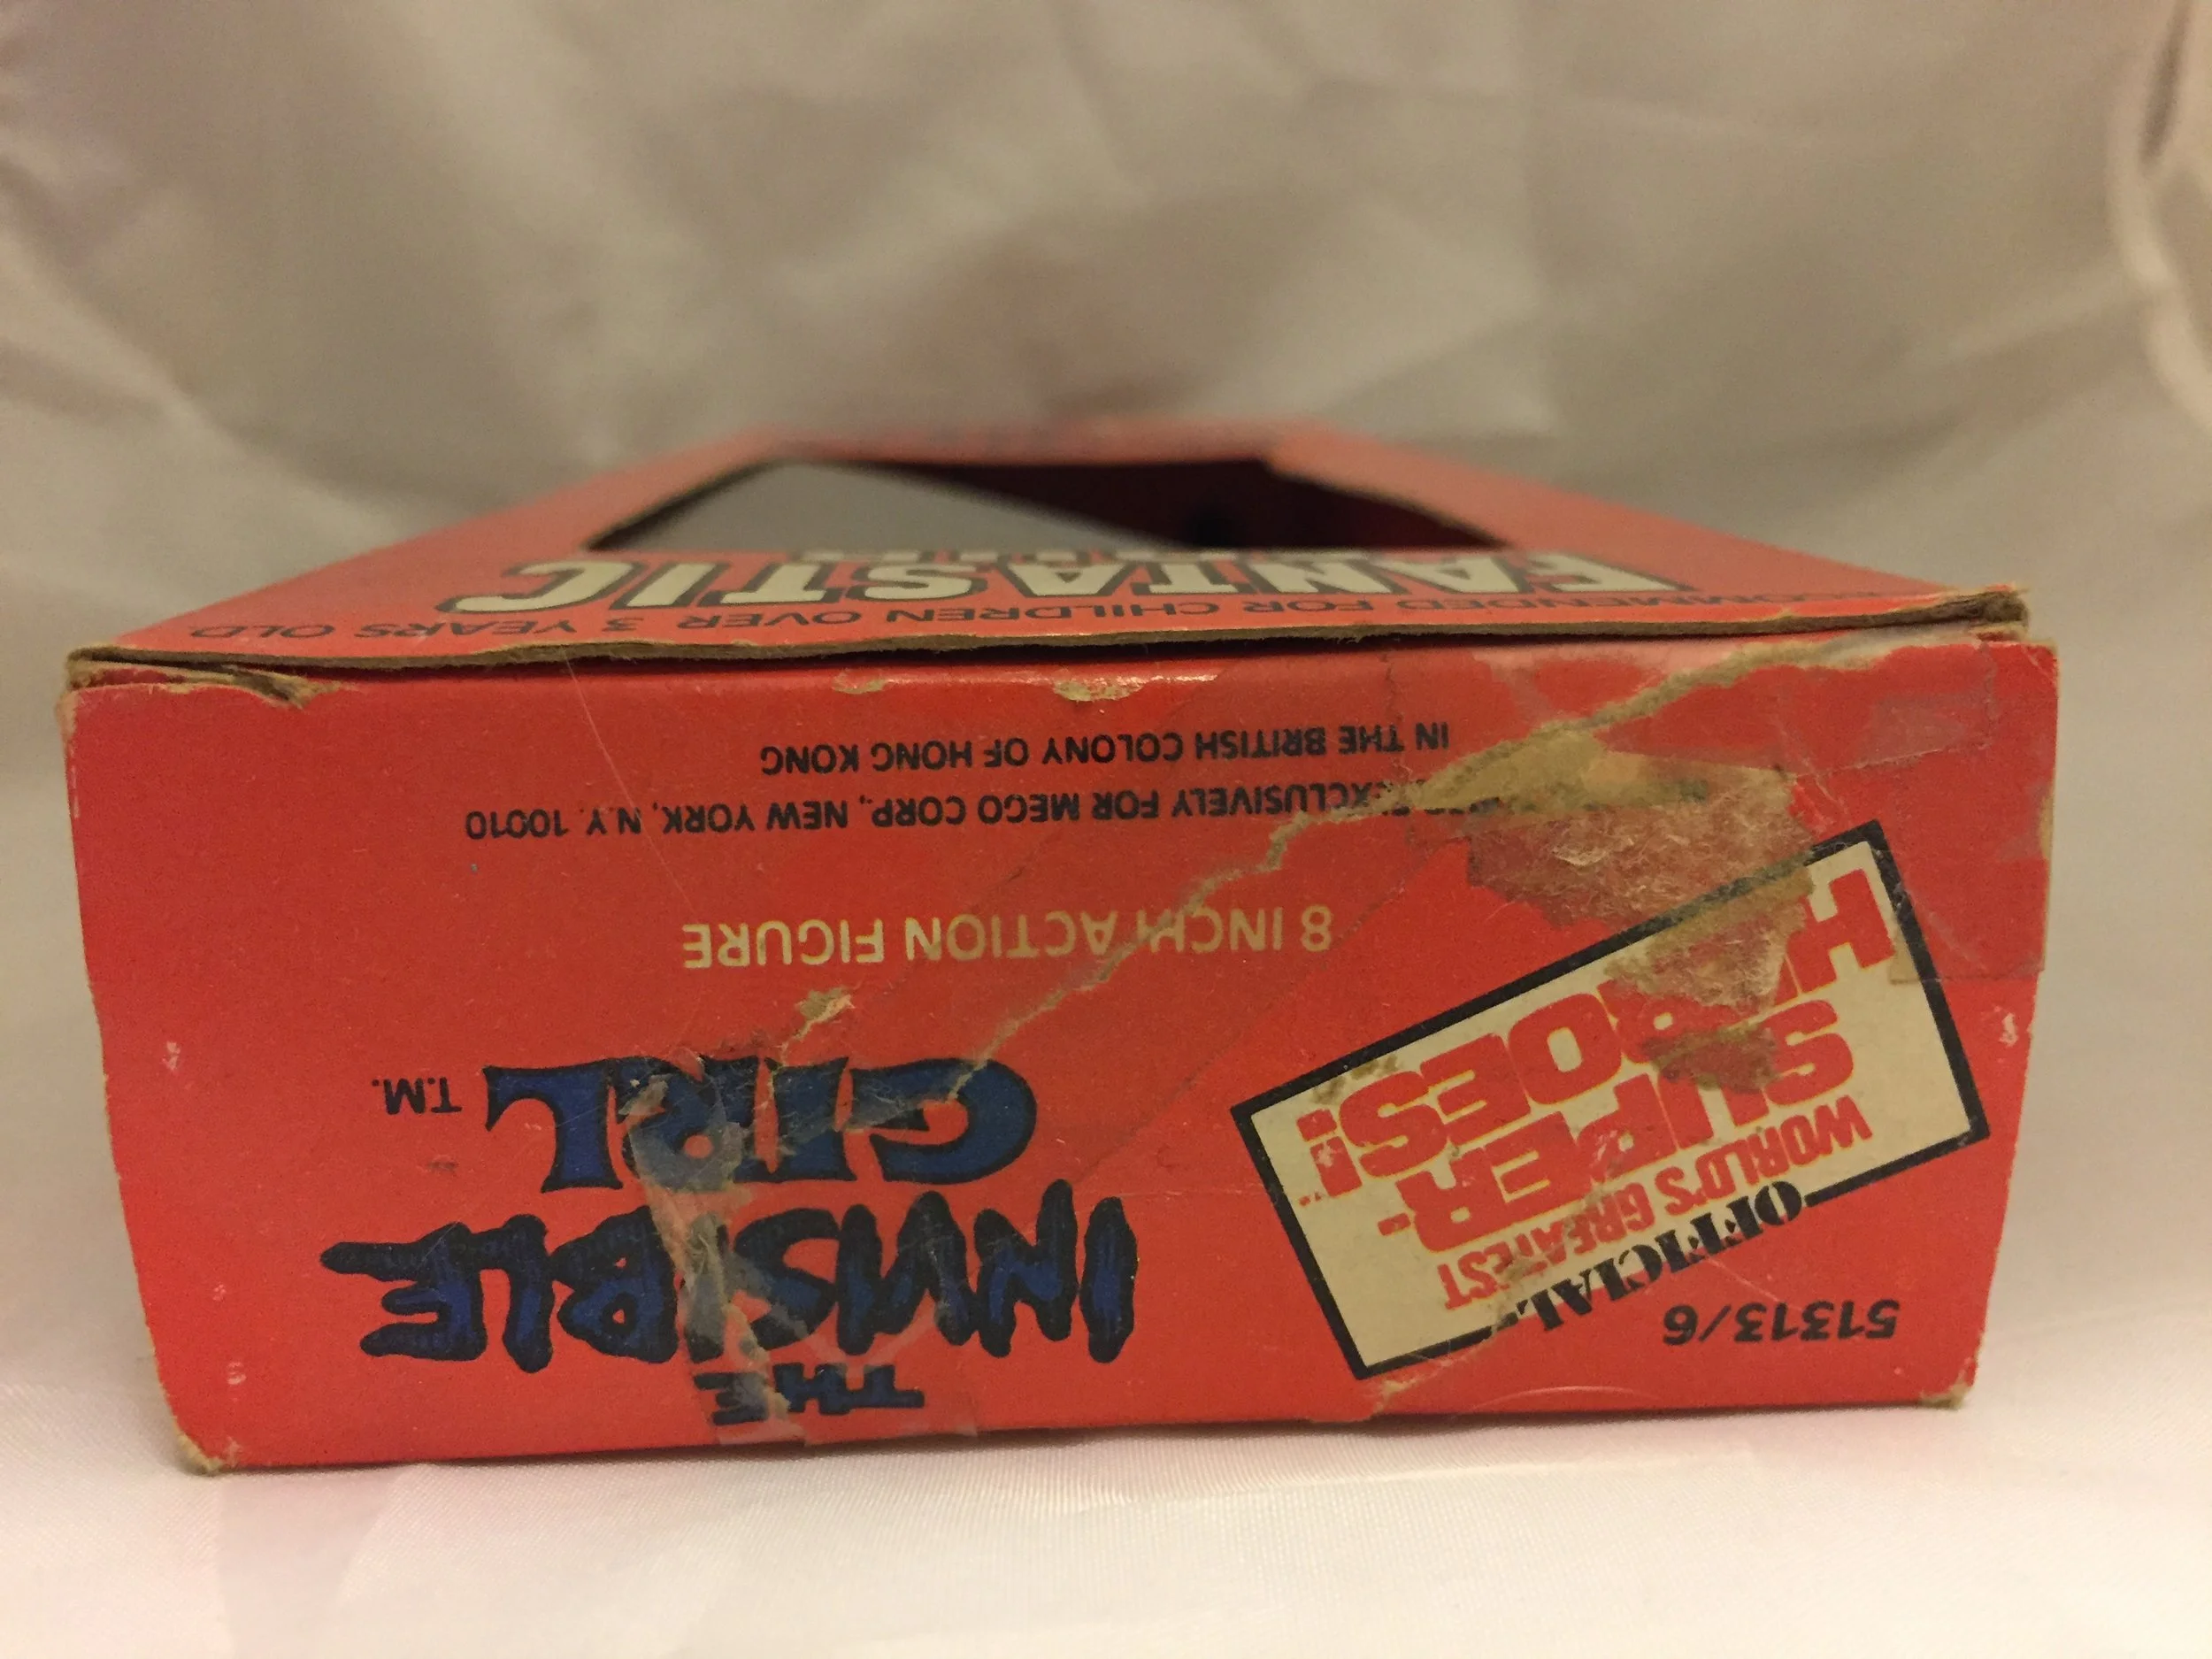 51313/6
OFFICIAL
WORLD'S GREATEST
SUPER-
HEROES!
THE
INVISIBLE
GIRL T.M.
8 INCH ACTION FIGURE
EXCLUSIVELY FOR MEGO CORP., NEW YORK, N.Y. 10010
IN THE BRITISH COLONY OF HONG KONG
FOR CHILDREN OVER 3 YEARS OLD.
FANTASTIC